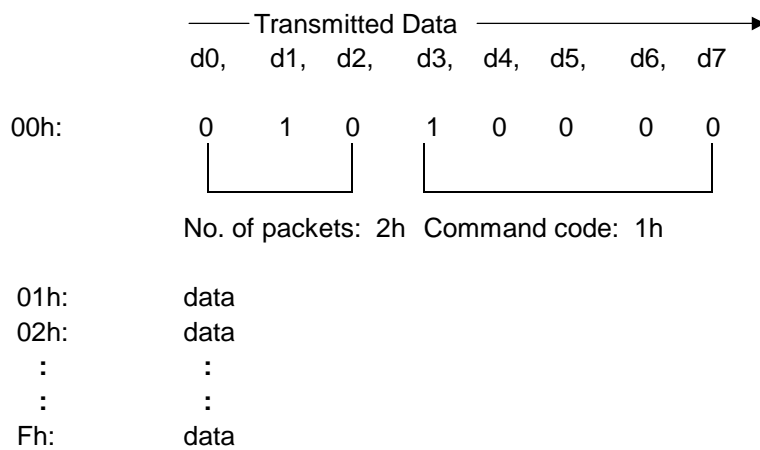 Transmitted Data
d0, d1, d2, d3, d4, d5, d6, d7
00h: 0 1 0 1 0 0 0 0
No. of packets: 2h Command code: 1h
01h: data
02h: data
: :
: :
Fh: data